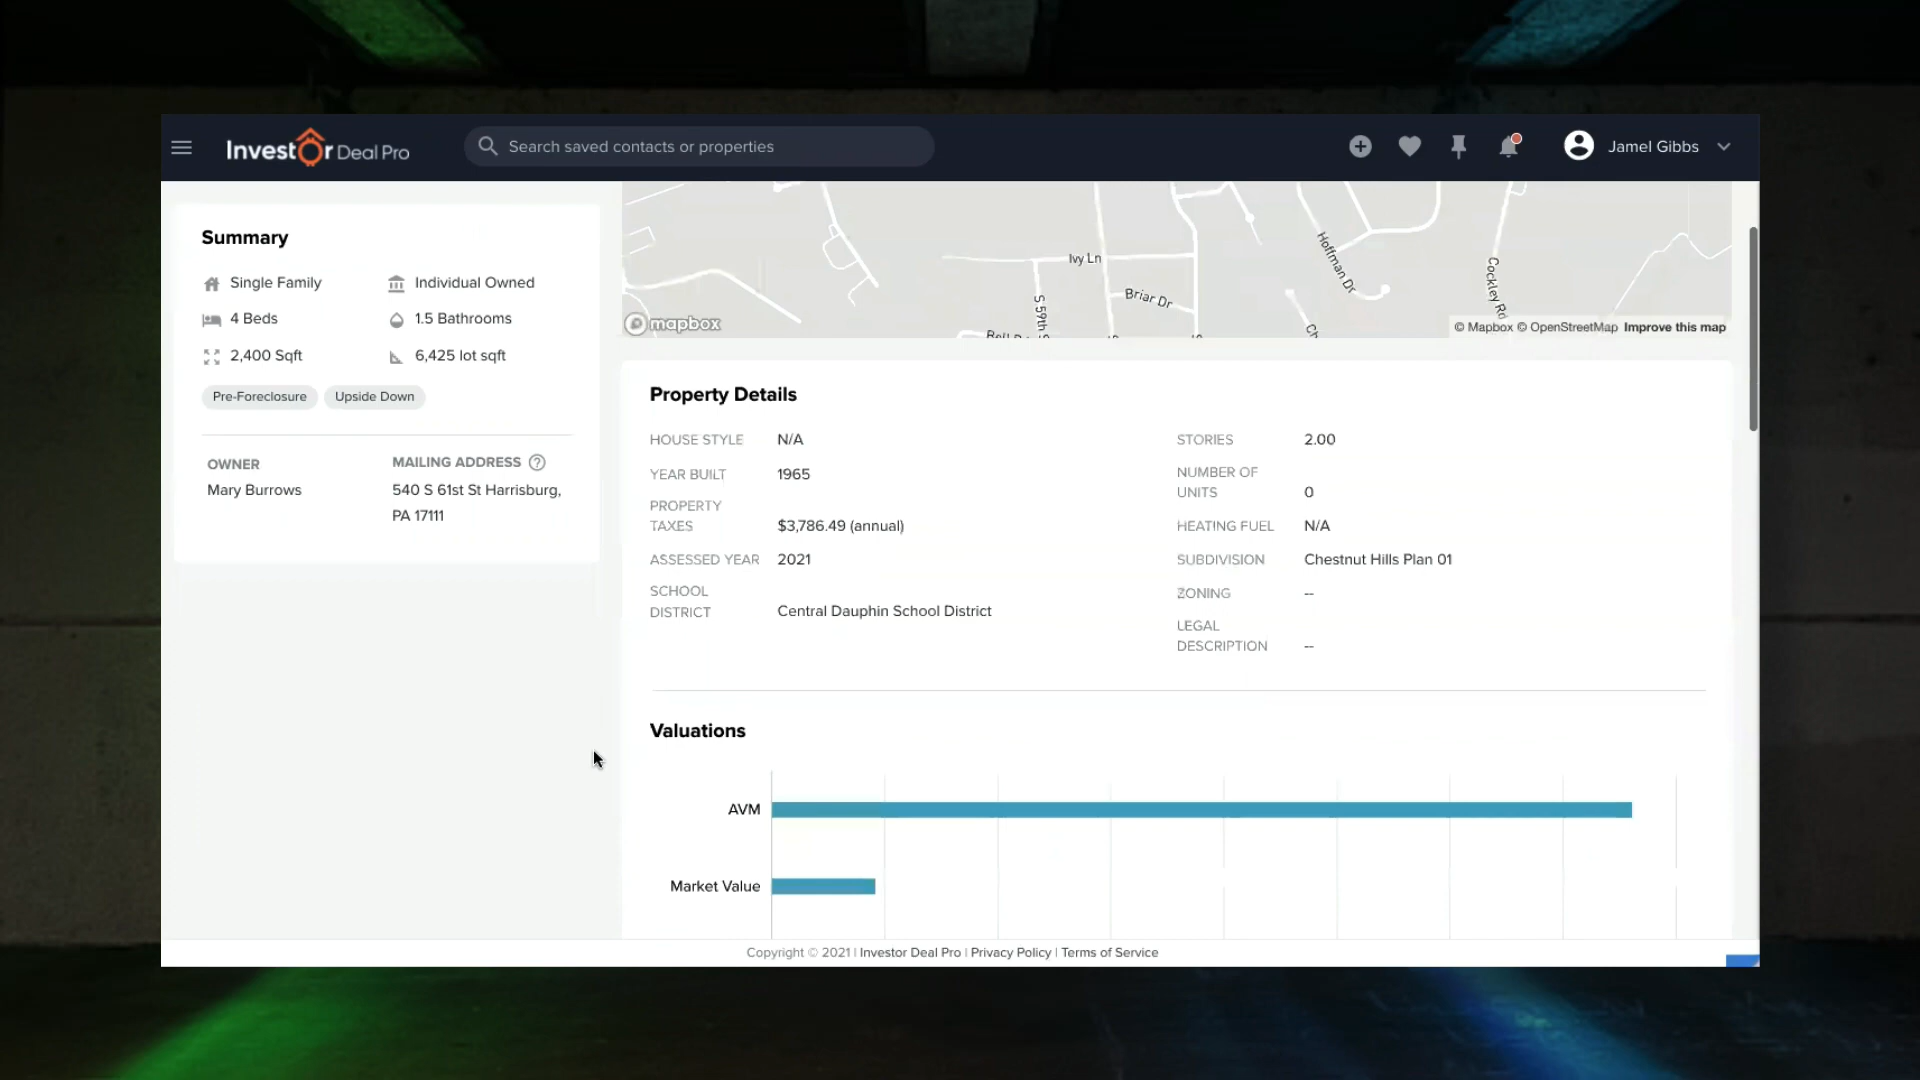 InvestOr Deal Pro
Search saved contacts or properties
Jamel Gibbs
Summary
Single Family
Individual Owned
4 Beds
1.5 Bathrooms
2,400 Sqft
6,425 lot sqft
Pre-Foreclosure
Upside Down
OWNER
Mary Burrows
MAILING ADDRESS ?
540 S 61st St Harrisburg,
PA 17111
Ivy Ln
Briar Dr
S 59th S
Hoffman Dr
Cockley Rd
mapbox
© Mapbox © OpenStreetMap Improve this map
Property Details
HOUSE STYLE N/A
YEAR BUILT 1965
PROPERTY
TAXES $3,786.49 (annual)
ASSESSED YEAR 2021
SCHOOL
DISTRICT Central Dauphin School District
STORIES 2.00
NUMBER OF
UNITS 0
HEATING FUEL N/A
SUBDIVISION Chestnut Hills Plan 01
ZONING --
LEGAL
DESCRIPTION --
Valuations
AVM
Market Value
Copyright © 2021 | Investor Deal Pro | Privacy Policy | Terms of Service